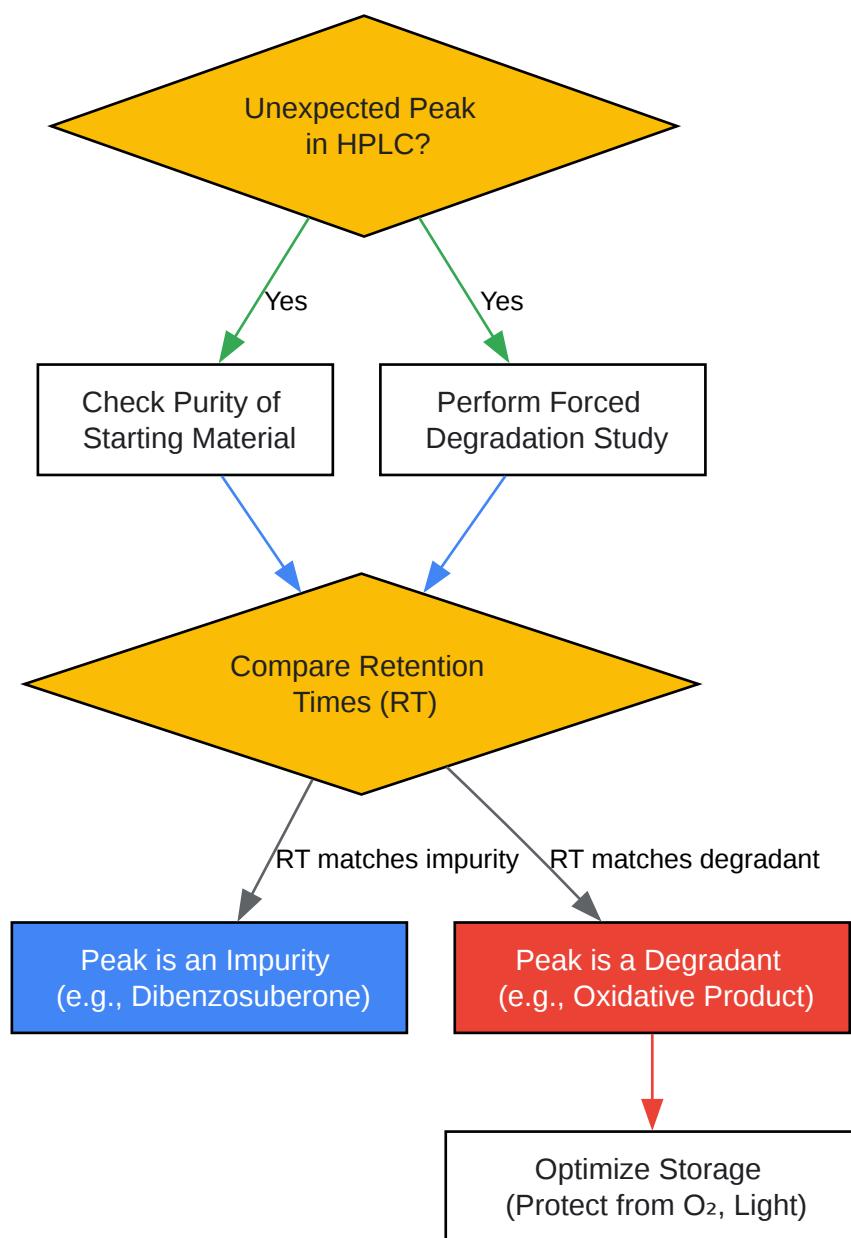 Unexpected Peak
in HPLC?
Yes
Yes
Check Purity of
Starting Material
Perform Forced
Degradation Study
Compare Retention
Times (RT)
RT matches impurity
RT matches degradant
Peak is an Impurity
(e.g., Dibenzosuberone)
Peak is a Degradant
(e.g., Oxidative Product)
Optimize Storage
(Protect from O₂, Light)